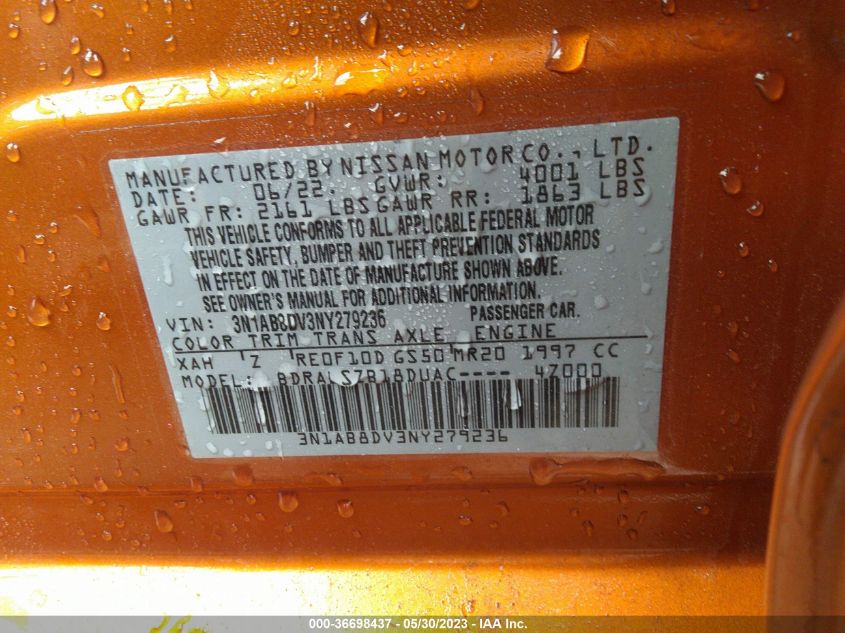 MANUFACTURED BY NISSAN MOTOR CO., LTD.
DATE: 06/22. GVWR: 4001 LBS
GAWR FR: 2161 LBS GAWR RR: 1863 LBS
THIS VEHICLE CONFORMS TO ALL APPLICABLE FEDERAL MOTOR
VEHICLE SAFETY, BUMPER AND THEFT PREVENTION STANDARDS
IN EFFECT ON THE DATE OF MANUFACTURE SHOWN ABOVE.
SEE OWNER'S MANUAL FOR ADDITIONAL INFORMATION.
VIN: 3N1AB8DV3NY279236 PASSENGER CAR.
COLOR TRIM TRANS AXLE ENGINE
XAH Z RE0F10D GS50 MR20 1997 CC
MODEL: BDRALSZB18DUAC---- 4Z000
3N1AB8DV3NY279236
000-36698437 - 05/30/2023 - IAA Inc.